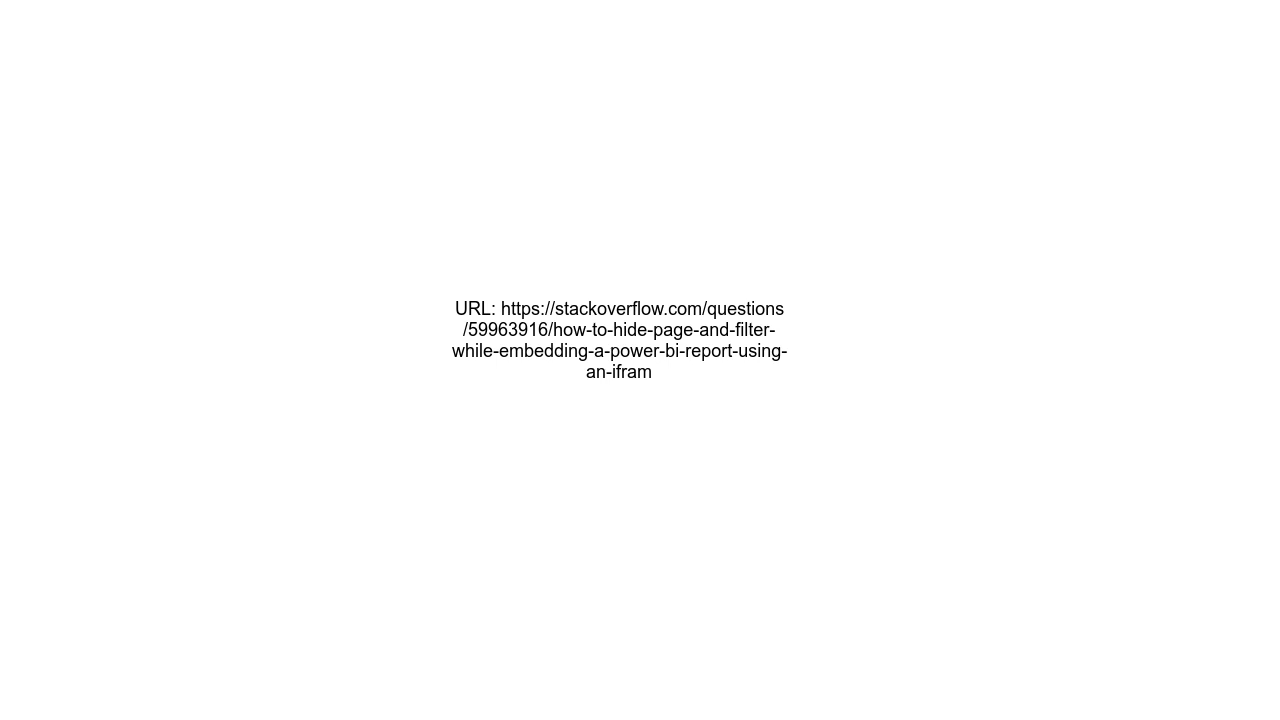 URL: https://stackoverflow.com/questions
/59963916/how-to-hide-page-and-filter-
while-embedding-a-power-bi-report-using-
an-ifram